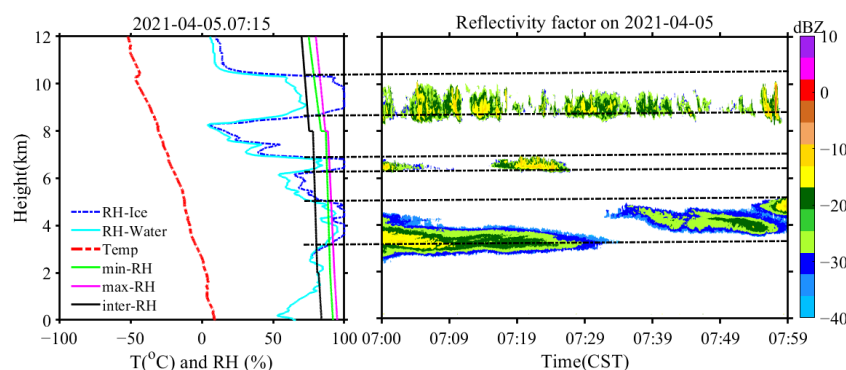 2021-04-05.07:15
Reflectivity factor on 2021-04-05
dBZ
12
10
8
6
4
2
0
Height(km)
RH-Ice
RH-Water
Temp
min-RH
max-RH
inter-RH
−100 −50 0 50 100
T(°C) and RH (%)
07:00 07:09 07:19 07:29 07:39 07:49 07:59
Time(CST)
10
0
−10
−20
−30
−40